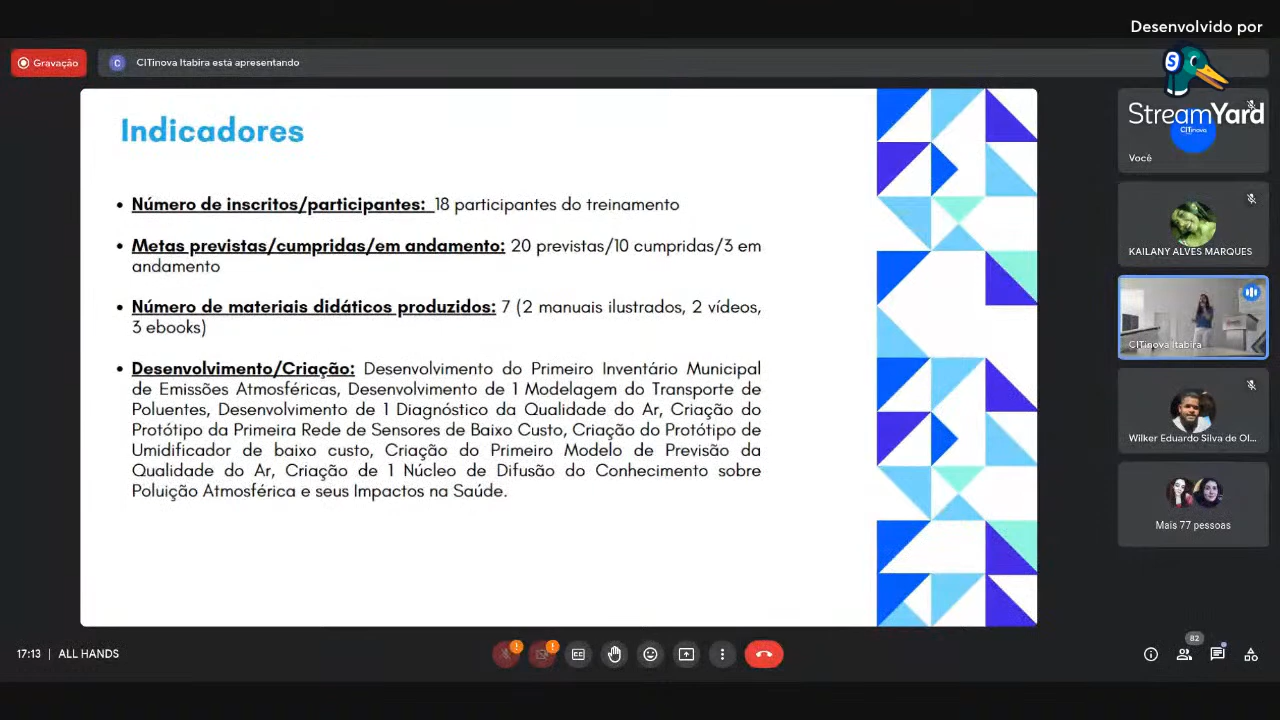 Desenvolvido por
StreamYard
Gravação
C CITinova Itabira está apresentando
Indicadores
• Número de inscritos/participantes: 18 participantes do treinamento
• Metas previstas/cumpridas/em andamento: 20 previstas/10 cumpridas/3 em
andamento
• Número de materiais didáticos produzidos: 7 (2 manuais ilustrados, 2 vídeos,
3 ebooks)
• Desenvolvimento/Criação: Desenvolvimento do Primeiro Inventário Municipal
de Emissões Atmosféricas, Desenvolvimento de 1 Modelagem do Transporte de
Poluentes, Desenvolvimento de 1 Diagnóstico da Qualidade do Ar, Criação do
Protótipo da Primeira Rede de Sensores de Baixo Custo, Criação do Protótipo de
Umidificador de baixo custo, Criação do Primeiro Modelo de Previsão da
Qualidade do Ar, Criação de 1 Núcleo de Difusão do Conhecimento sobre
Poluição Atmosférica e seus Impactos na Saúde.
CITinova
Você
KAILANY ALVES MARQUES
CITinova Itabira
Wilker Eduardo Silva de Ol...
Mais 77 pessoas
17:13 | ALL HANDS
82